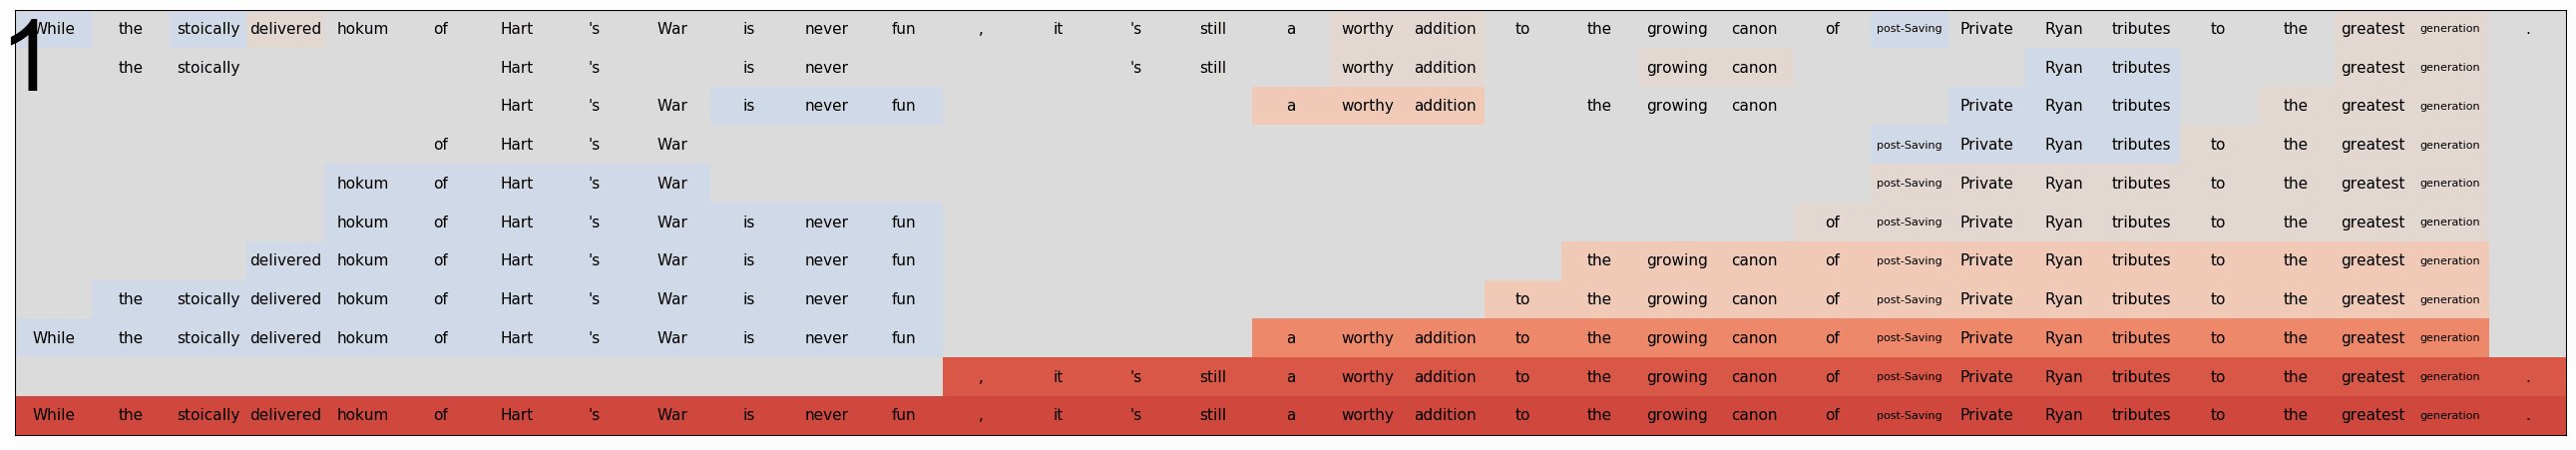 1
While the stoically delivered hokum of Hart 's War is never fun , it 's still a worthy addition to the growing canon of post-Saving Private Ryan tributes to the greatest generation .
the stoically Hart 's is never 's still worthy addition growing canon Ryan tributes greatest generation
Hart 's War is never fun a worthy addition the growing canon Private Ryan tributes the greatest generation
of Hart 's War post-Saving Private Ryan tributes to the greatest generation
hokum of Hart 's War post-Saving Private Ryan tributes to the greatest generation
hokum of Hart 's War is never fun of post-Saving Private Ryan tributes to the greatest generation
delivered hokum of Hart 's War is never fun the growing canon of post-Saving Private Ryan tributes to the greatest generation
the stoically delivered hokum of Hart 's War is never fun to the growing canon of post-Saving Private Ryan tributes to the greatest generation
While the stoically delivered hokum of Hart 's War is never fun a worthy addition to the growing canon of post-Saving Private Ryan tributes to the greatest generation
, it 's still a worthy addition to the growing canon of post-Saving Private Ryan tributes to the greatest generation .
While the stoically delivered hokum of Hart 's War is never fun , it 's still a worthy addition to the growing canon of post-Saving Private Ryan tributes to the greatest generation .